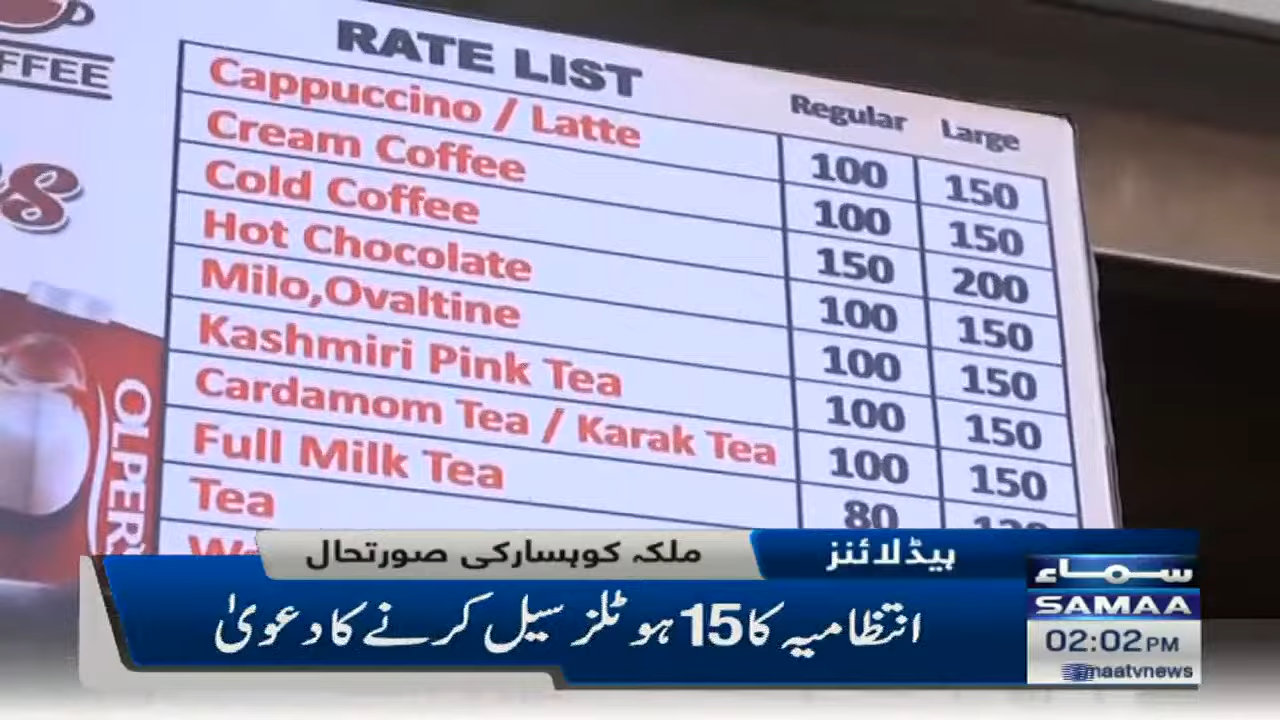 FFEE
RATE LIST
Regular Large
Cappuccino / Latte 100 150
Cream Coffee 100 150
Cold Coffee 150 200
Hot Chocolate 100 150
Milo,Ovaltine 100 150
Kashmiri Pink Tea 100 150
Cardamom Tea / Karak Tea 100 150
Full Milk Tea 80
Tea
OLPER
ہیڈلائنز
ملکہ کوہسارکی صورتحال
انتظامیہ کا 15 ہوٹلز سیل کرنے کا دعویٰ
سماء
SAMAA
02:02 PM
maatvnews